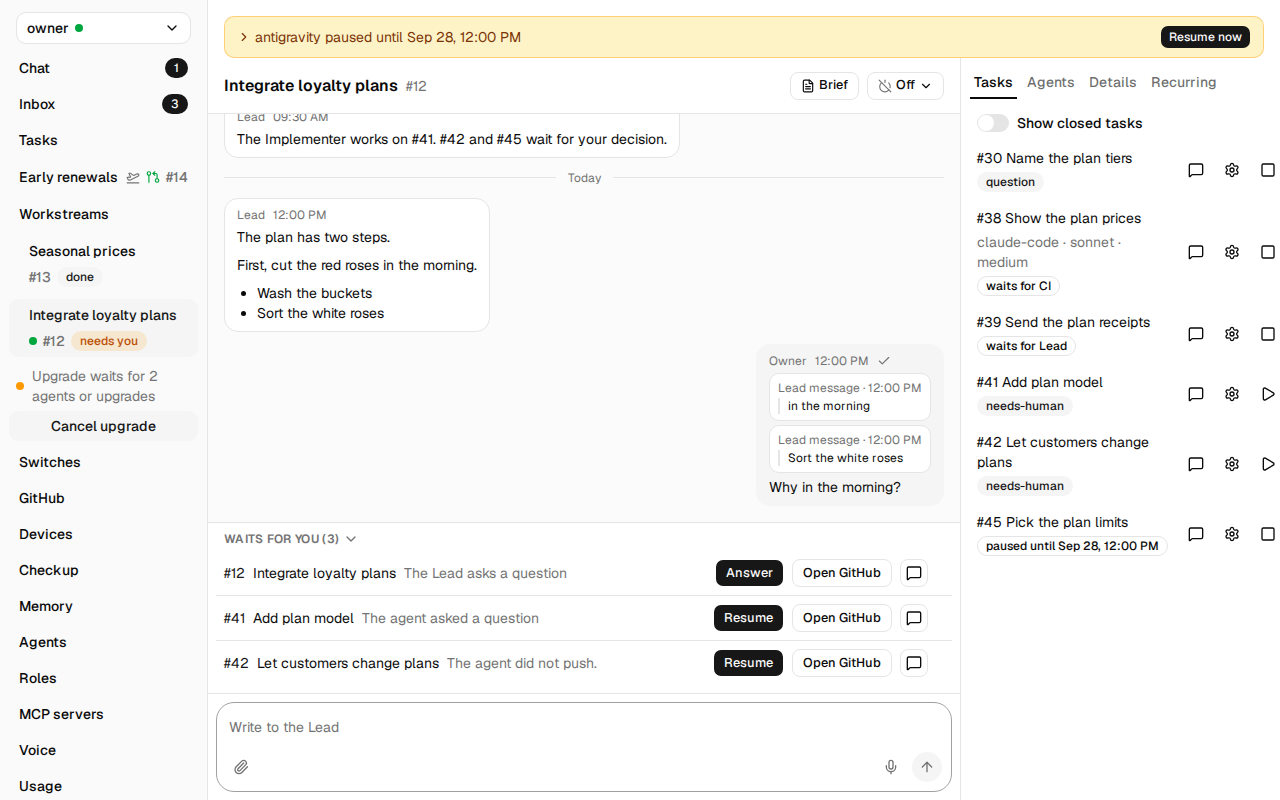 owner
Chat 1
Inbox 3
Tasks
Early renewals #14
Workstreams
Seasonal prices
#13 done
Integrate loyalty plans
#12 needs you
Upgrade waits for 2
agents or upgrades
Cancel upgrade
Switches
GitHub
Devices
Checkup
Memory
Agents
Roles
MCP servers
Voice
Usage
antigravity paused until Sep 28, 12:00 PM
Resume now
Integrate loyalty plans #12
Brief
Off
Lead 09:30 AM
The Implementer works on #41. #42 and #45 wait for your decision.
Today
Lead 12:00 PM
The plan has two steps.
First, cut the red roses in the morning.
• Wash the buckets
• Sort the white roses
Owner 12:00 PM
Lead message · 12:00 PM
in the morning
Lead message · 12:00 PM
Sort the white roses
Why in the morning?
WAITS FOR YOU (3)
#12 Integrate loyalty plans The Lead asks a question Answer Open GitHub
#41 Add plan model The agent asked a question Resume Open GitHub
#42 Let customers change plans The agent did not push. Resume Open GitHub
Write to the Lead
Tasks Agents Details Recurring
Show closed tasks
#30 Name the plan tiers
question
#38 Show the plan prices
claude-code · sonnet ·
medium
waits for CI
#39 Send the plan receipts
waits for Lead
#41 Add plan model
needs-human
#42 Let customers change
plans
needs-human
#45 Pick the plan limits
paused until Sep 28, 12:00 PM